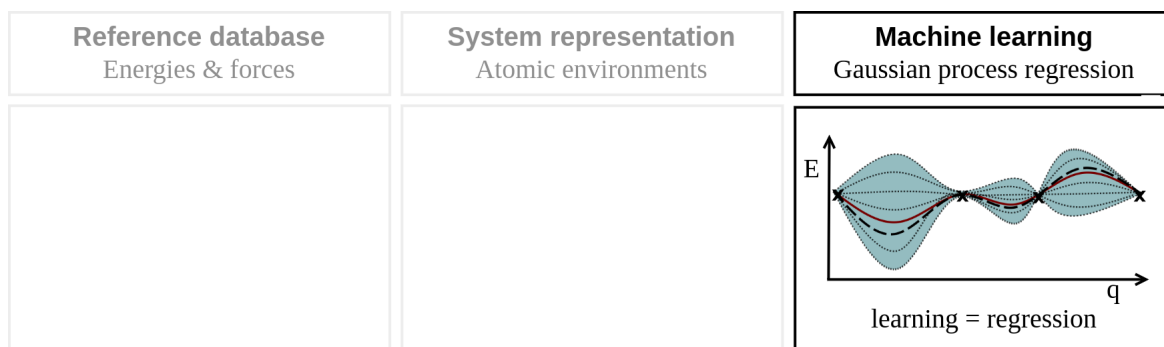 Reference database
Energies & forces
System representation
Atomic environments
Machine learning
Gaussian process regression
E
q
learning = regression